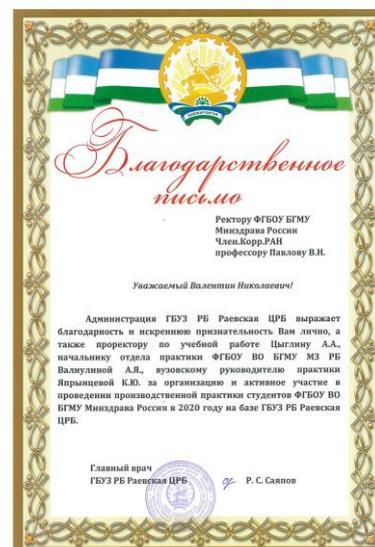 БАШКОРТОСТАН
Благодарственное
письмо
Ректору ФГБОУ БГМУ
Минздрава России
Член.Корр.РАН
профессору Павлову В.Н.
Уважаемый Валентин Николаевич!
Администрация ГБУЗ РБ Раевская ЦРБ выражает
благодарность и искреннюю признательность Вам лично, а
также проректору по учебной работе Цыглину А.А.,
начальнику отдела практики ФГБОУ ВО БГМУ МЗ РБ
Валиулиной А.Я., вузовскому руководителю практики
Япрынцевой К.Ю. за организацию и активное участие в
проведении производственной практики студентов ФГБОУ ВО
БГМУ Минздрава России в 2020 году на базе ГБУЗ РБ Раевская
ЦРБ.
Главный врач
ГБУЗ РБ Раевская ЦРБ Р. С. Саяпов